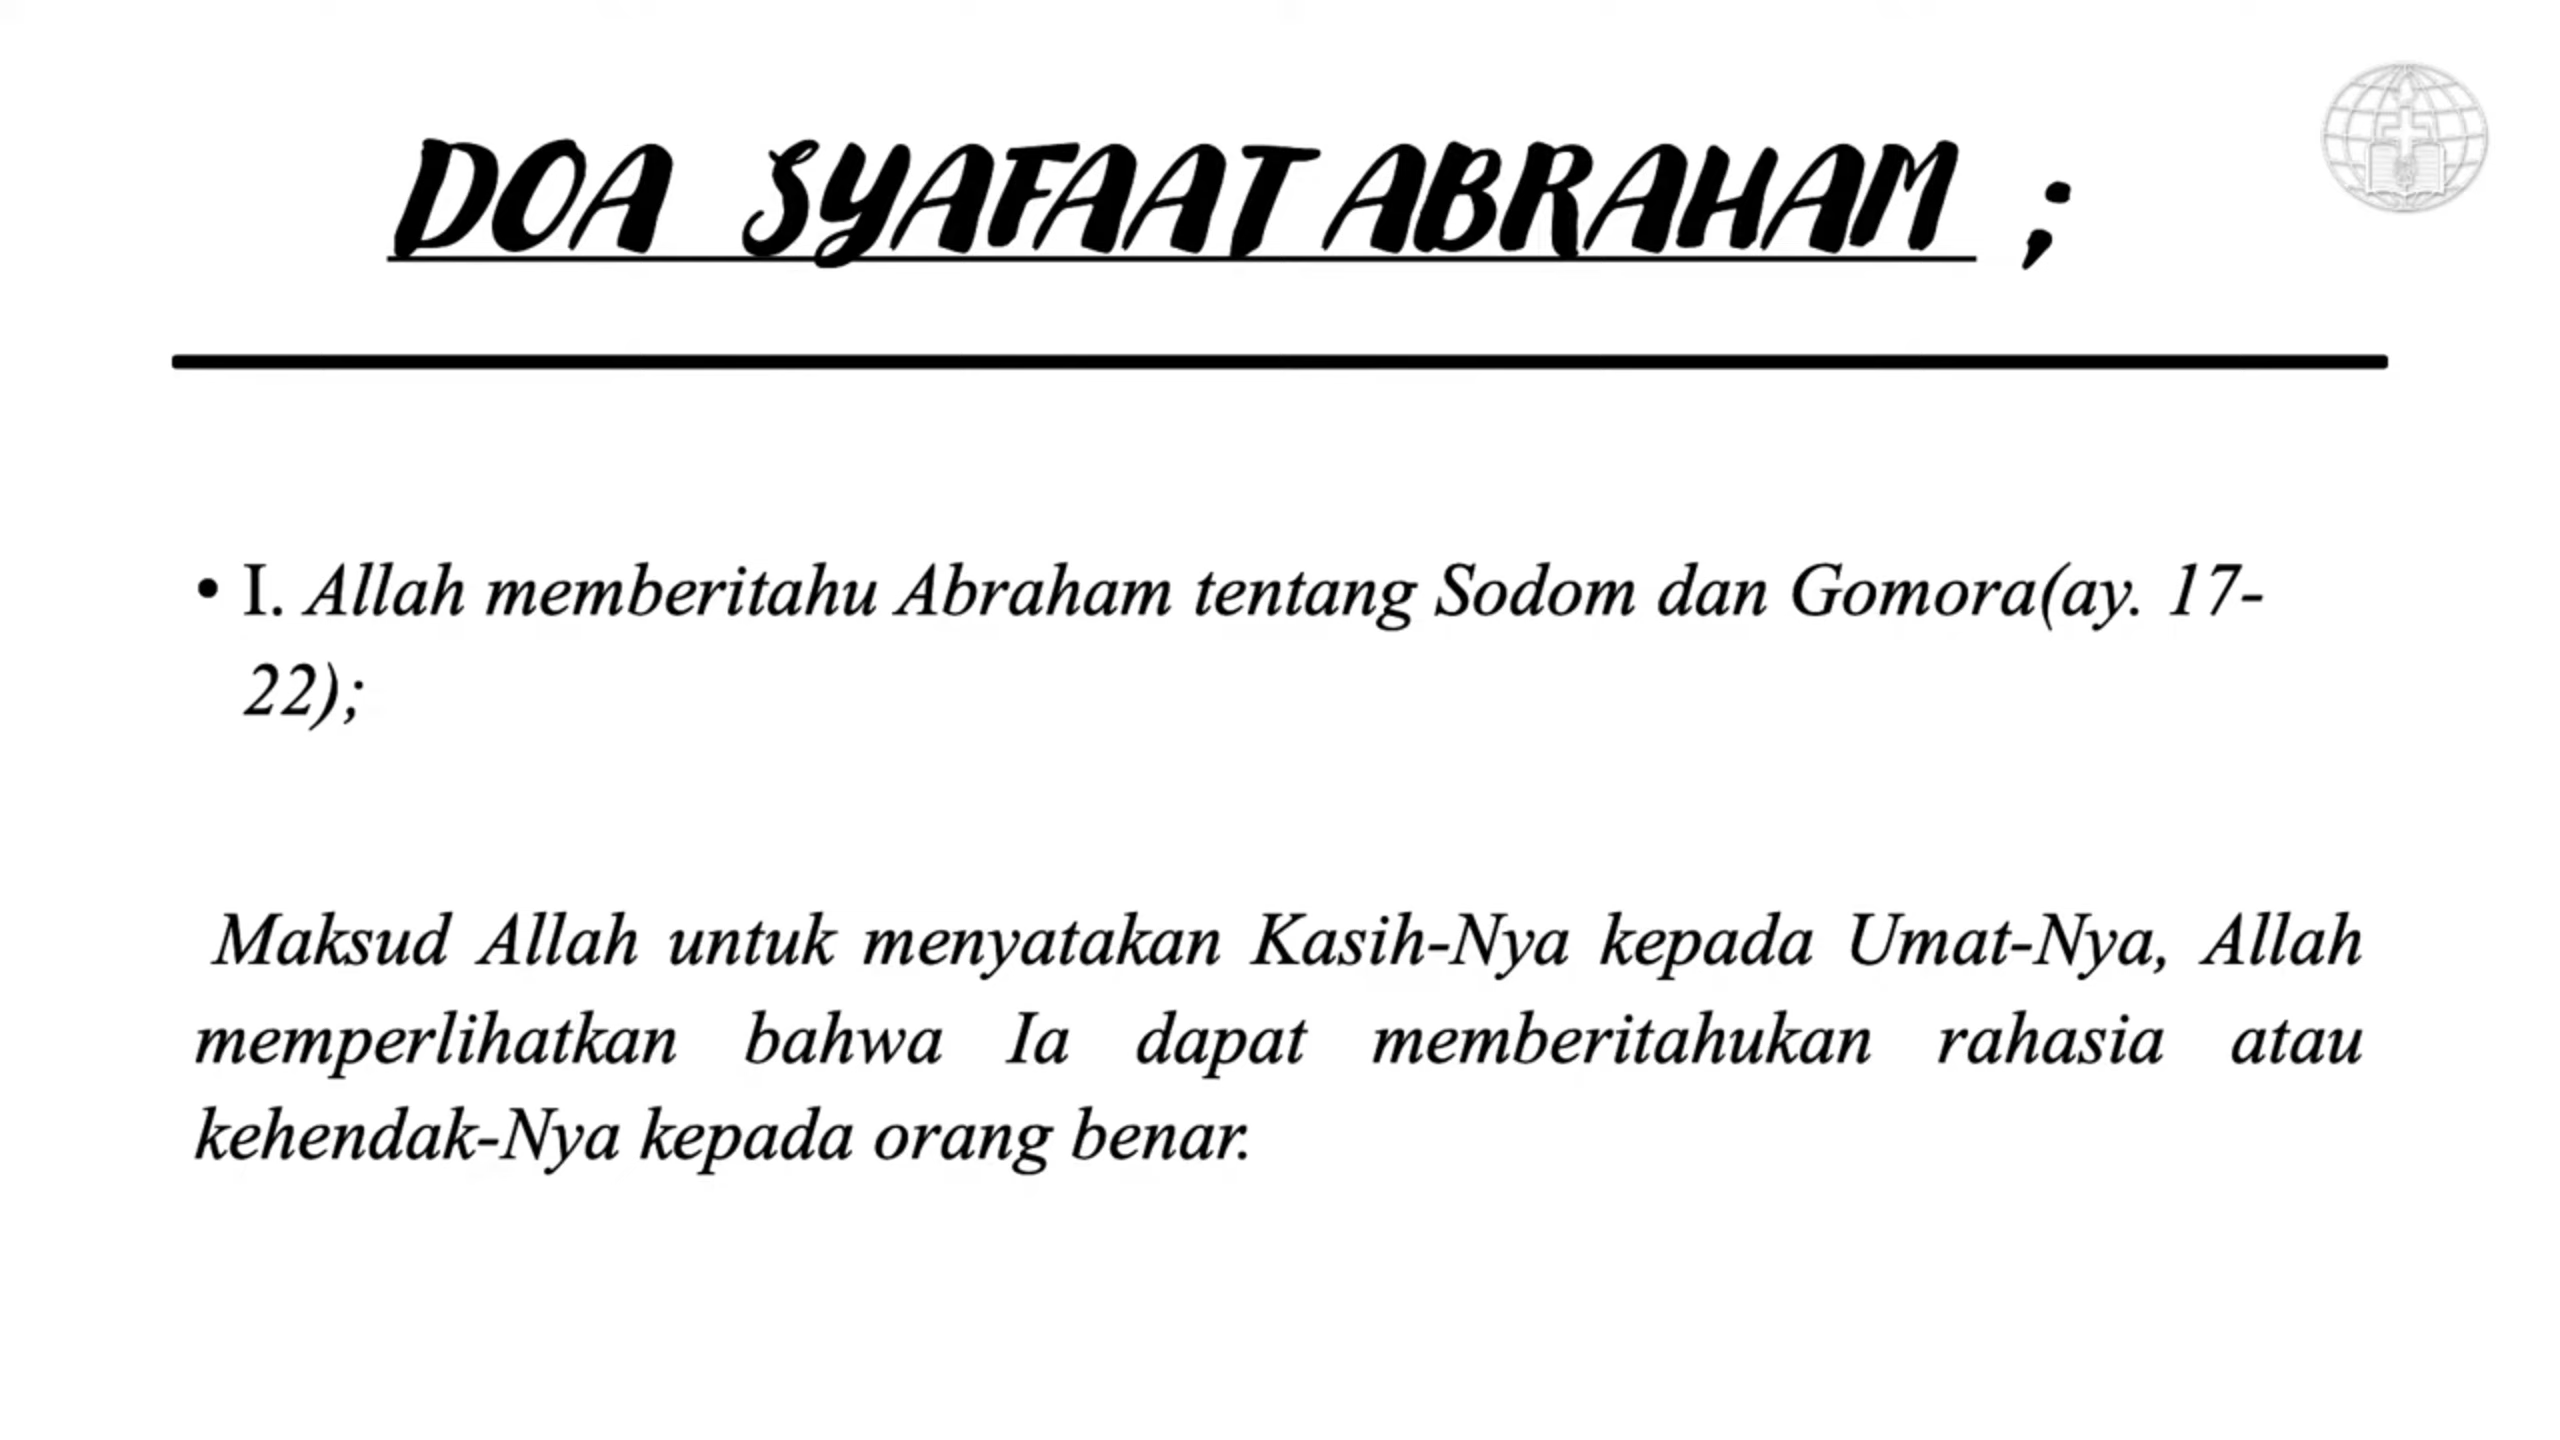 DOA SYAFAAT ABRAHAM ;
• I. Allah memberitahu Abraham tentang Sodom dan Gomora(ay. 17-
22);
Maksud Allah untuk menyatakan Kasih-Nya kepada Umat-Nya, Allah
memperlihatkan bahwa Ia dapat memberitahukan rahasia atau
kehendak-Nya kepada orang benar.